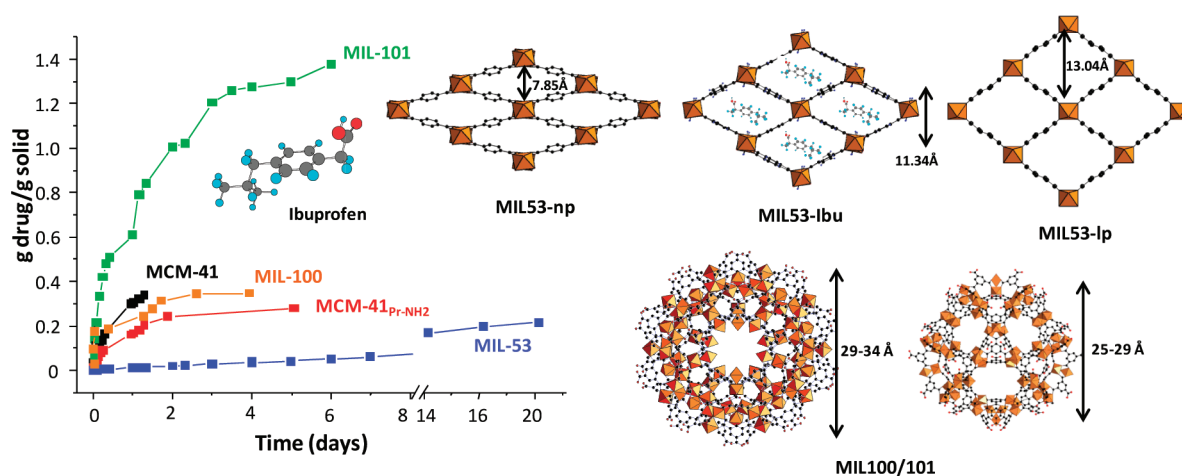 g drug/g solid
1.4
1.2
1.0
0.8
0.6
0.4
0.2
0
0
2
4
6
8
14
16
20
Time (days)
MIL-101
Ibuprofen
MCM-41
MIL-100
MCM-41Pr-NH2
MIL-53
7.85Å
MIL53-np
11.34Å
MIL53-Ibu
13.04Å
MIL53-lp
29-34 Å
25-29 Å
MIL100/101